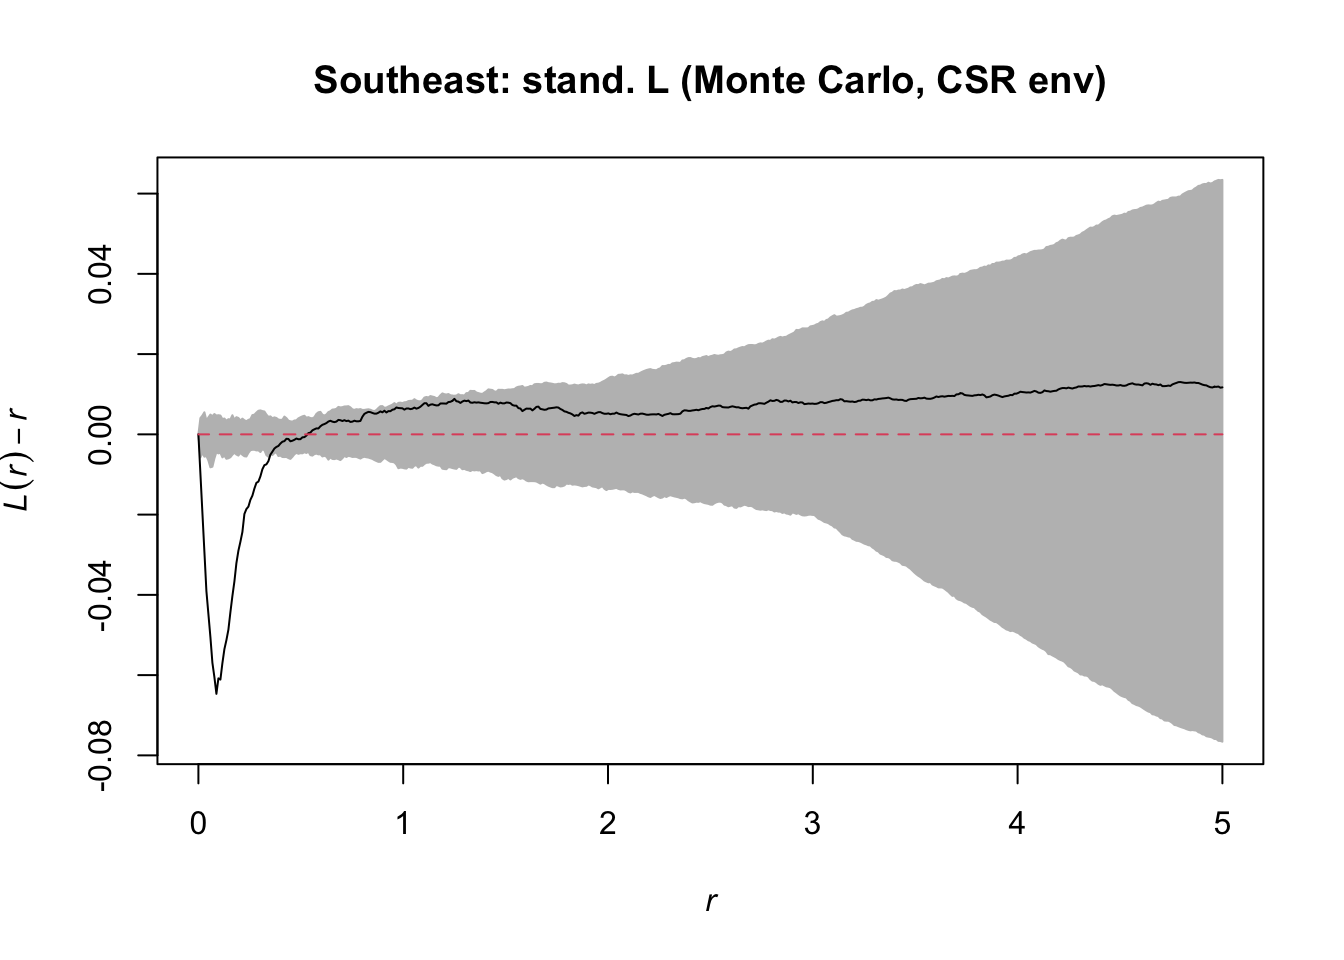 Southeast: stand. L (Monte Carlo, CSR env)
L(r) − r
0.04
0.00
-0.04
-0.08
0 1 2 3 4 5
r